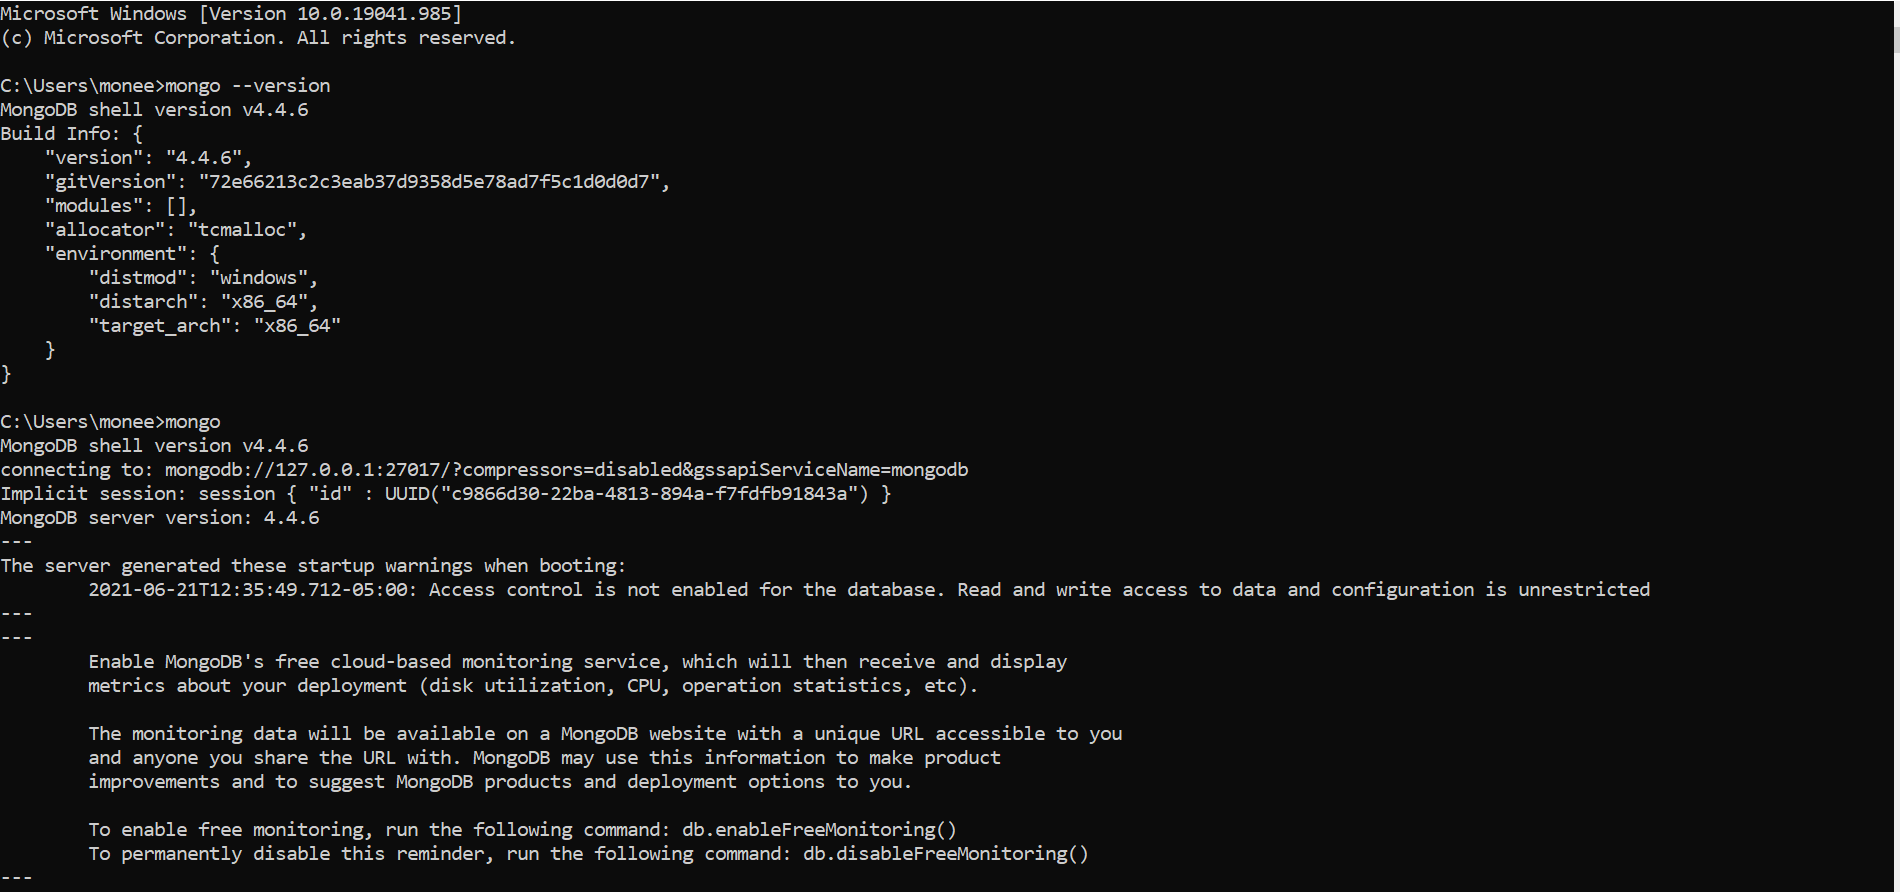 Microsoft Windows [Version 10.0.19041.985]
(c) Microsoft Corporation. All rights reserved.
C:\Users\monee>mongo --version
MongoDB shell version v4.4.6
Build Info: {
    "version": "4.4.6",
    "gitVersion": "72e66213c2c3eab37d9358d5e78ad7f5c1d0d0d7",
    "modules": [],
    "allocator": "tcmalloc",
    "environment": {
        "distmod": "windows",
        "distarch": "x86_64",
        "target_arch": "x86_64"
    }
}
C:\Users\monee>mongo
MongoDB shell version v4.4.6
connecting to: mongodb://127.0.0.1:27017/?compressors=disabled&gssapiServiceName=mongodb
Implicit session: session { "id" : UUID("c9866d30-22ba-4813-894a-f7fdfb91843a") }
MongoDB server version: 4.4.6
---
The server generated these startup warnings when booting:
        2021-06-21T12:35:49.712-05:00: Access control is not enabled for the database. Read and write access to data and configuration is unrestricted
---
---
        Enable MongoDB's free cloud-based monitoring service, which will then receive and display
        metrics about your deployment (disk utilization, CPU, operation statistics, etc).
        The monitoring data will be available on a MongoDB website with a unique URL accessible to you
        and anyone you share the URL with. MongoDB may use this information to make product
        improvements and to suggest MongoDB products and deployment options to you.
        To enable free monitoring, run the following command: db.enableFreeMonitoring()
        To permanently disable this reminder, run the following command: db.disableFreeMonitoring()
---